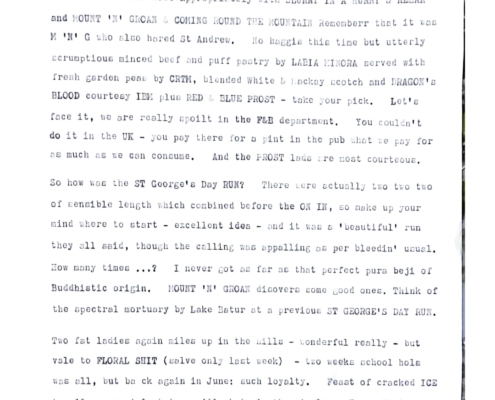 and MOUNT 'N' GROAN & COMING ROUND THE MOUNTAIN Rememberr that it was
M 'N' G who also hared St Andrew. No haggis this time but utterly
scrumptious minced beef and puff pastry by LABIA MINORA served with
fresh garden peas by CRTM, blended White & Mackay scotch and DRAGON's
BLOOD courtesy IBM plus RED & BLUE PROST - take your pick. Let's
face it, we are really spoilt in the F&B department. You couldn't
do it in the UK - you pay there for a pint in the pub what we pay for
as much as we can consume. And the PROST lads are most courteous.
So how was the ST George's Day RUN? There were actually two two two
of sensible length which combined before the ON IN, so make up your
mind where to start - excellent idea - and it was a 'beautiful' run
they all said, though the calling was appalling as per bleedin' usual.
How many times ...? I never got as far as that perfect pura beji of
Buddhistic origin. MOUNT 'N' GROAN disovers some good ones. Think of
the spectral mortuary by Lake Batur at a previous ST GEORGE'S DAY RUN.
Two fat ladies again miles up in the hills - wonderful really - but
vale to FLORAL SUIT (salve only last week) - two weeks school hols
was all, but ba ck again in June: such loyalty. Feast of cracked ICE